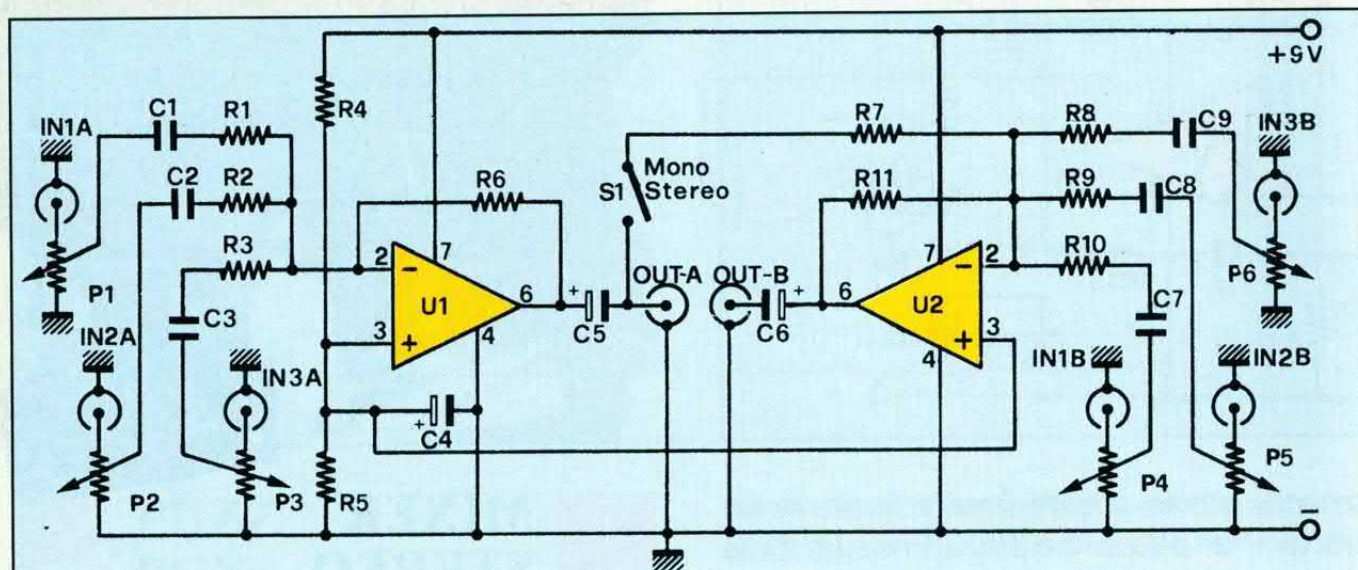 +9V
R4
C1
R1
IN1A
R7
R8
C9
IN3B
Mono
Stereo
S1
C2
R2
R6
R11
R9
C8
R3
2
7
7
2
R10
P1
−
U1
6
+
OUT-A
OUT-B
+
6
U2
−
P6
C3
3
+
4
C5
C6
4
+
3
C7
IN2A
IN3A
IN1B
IN2B
+
C4
P2
P3
R5
P4
P5
−